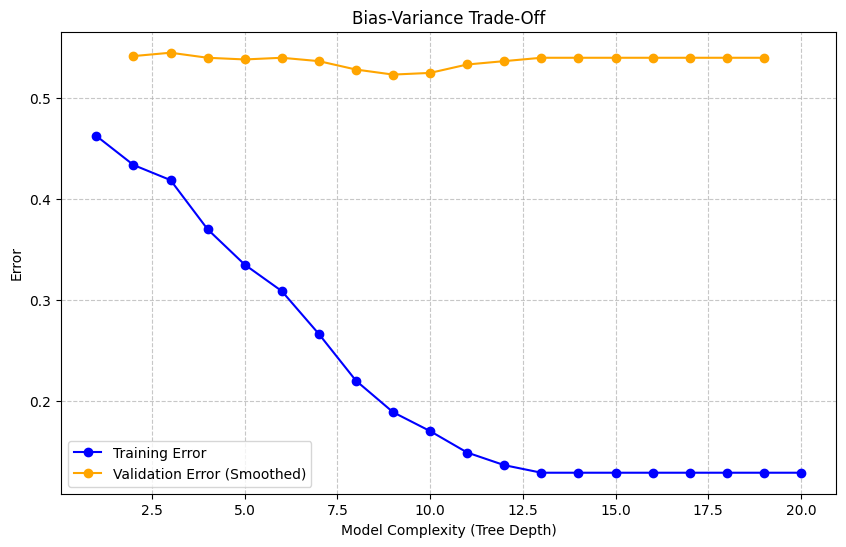 Bias-Variance Trade-Off
Error
0.5
0.4
0.3
0.2
Training Error
Validation Error (Smoothed)
2.5 5.0 7.5 10.0 12.5 15.0 17.5 20.0
Model Complexity (Tree Depth)